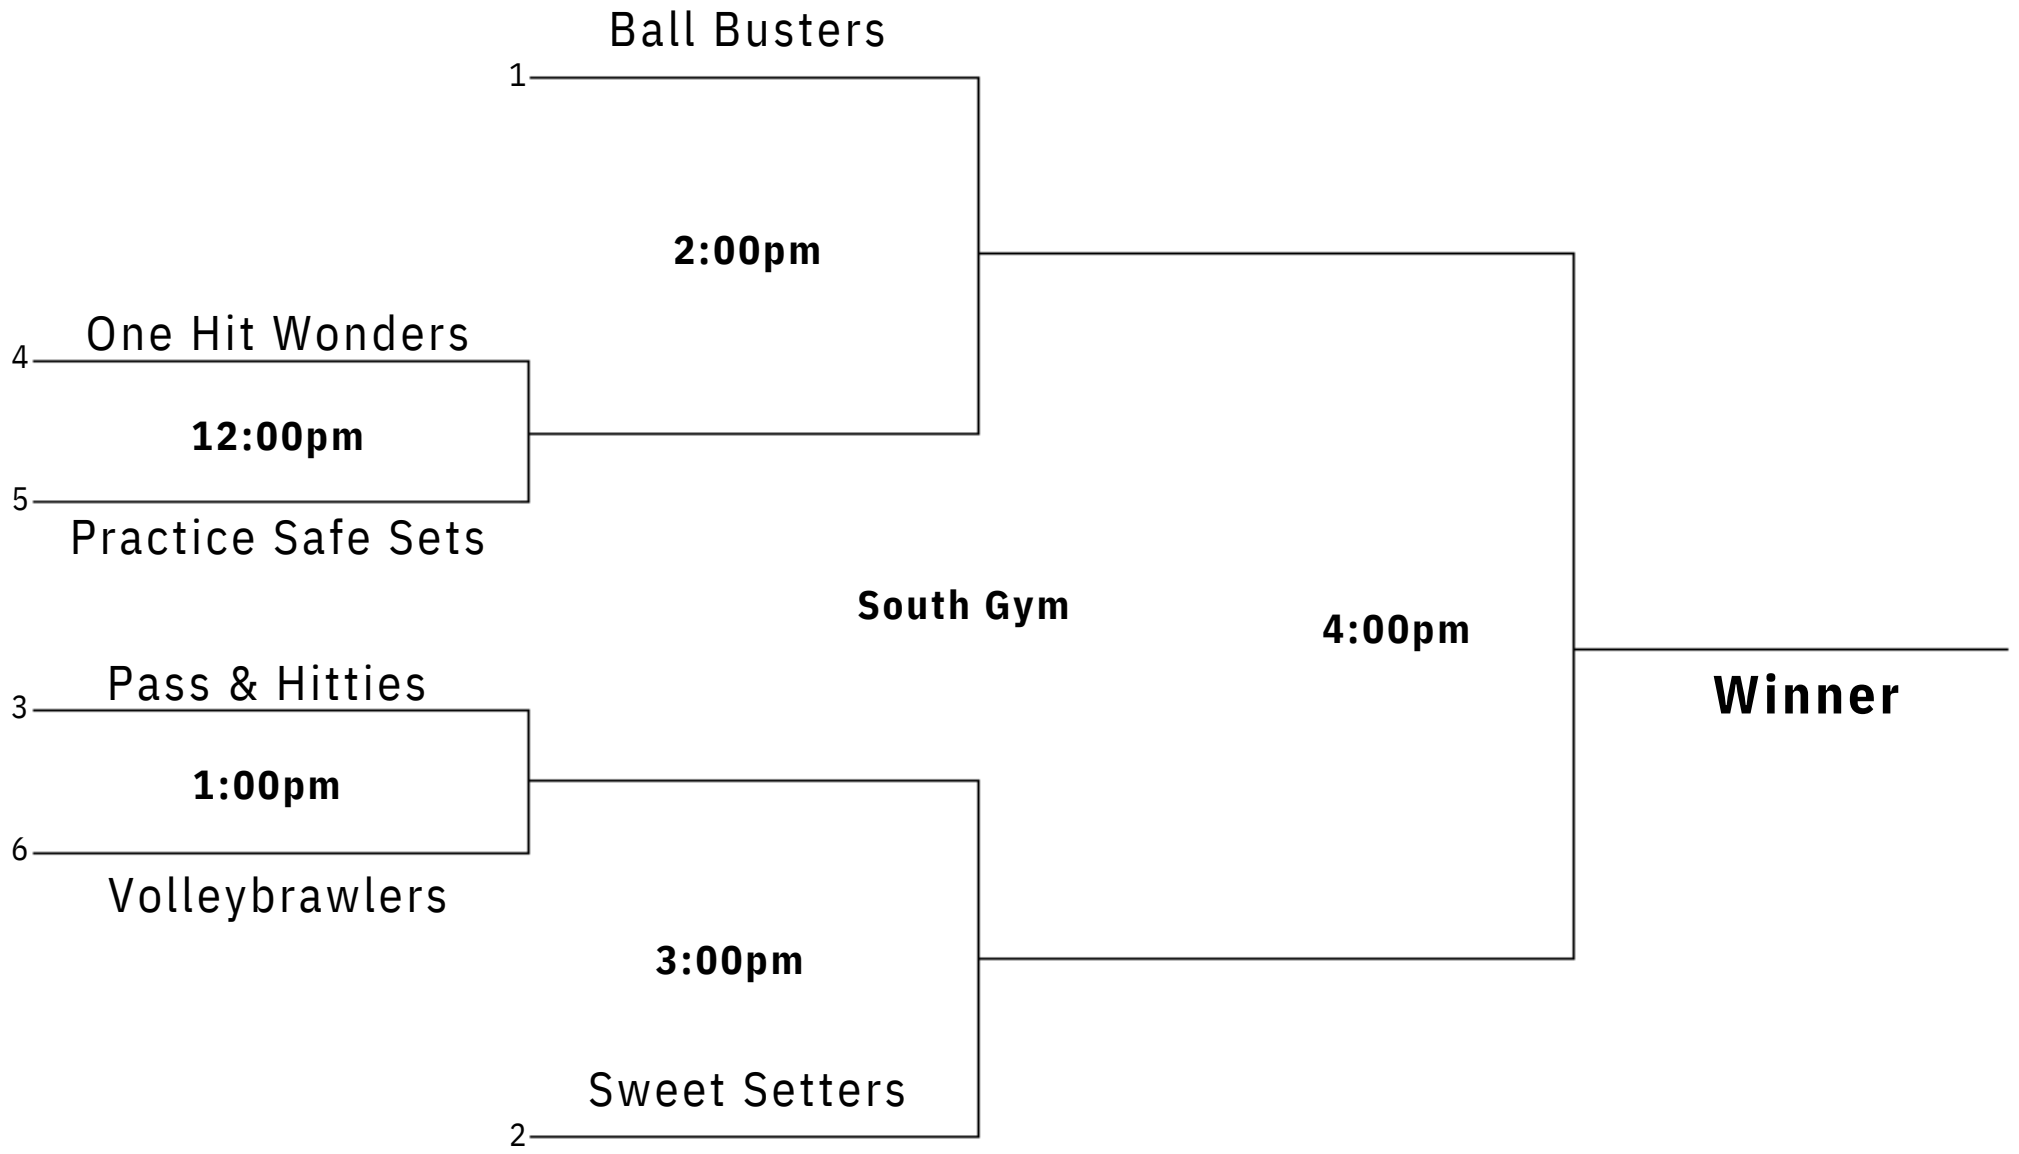 Ball Busters
1
2:00pm
One Hit Wonders
4
12:00pm
5
Practice Safe Sets
South Gym
4:00pm
Pass & Hitties
3
Winner
1:00pm
6
Volleybrawlers
3:00pm
Sweet Setters
2